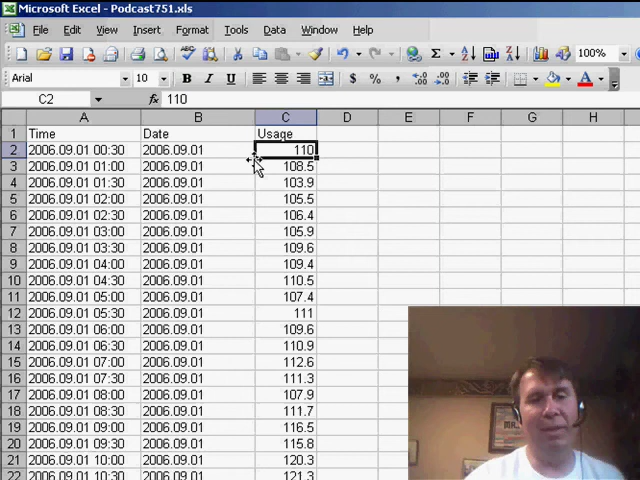 Microsoft Excel - Podcast751.xls
File Edit View Insert Format Tools Data Window Help
100%
Arial 10 B I U $ % ,
C2 fx 110
A B C D E F G H
1 Time Date Usage
2 2006.09.01 00:30 2006.09.01 110
3 2006.09.01 01:00 2006.09.01 108.5
4 2006.09.01 01:30 2006.09.01 103.9
5 2006.09.01 02:00 2006.09.01 105.5
6 2006.09.01 02:30 2006.09.01 106.4
7 2006.09.01 03:00 2006.09.01 105.9
8 2006.09.01 03:30 2006.09.01 109.6
9 2006.09.01 04:00 2006.09.01 109.4
10 2006.09.01 04:30 2006.09.01 110.5
11 2006.09.01 05:00 2006.09.01 107.4
12 2006.09.01 05:30 2006.09.01 111
13 2006.09.01 06:00 2006.09.01 109.6
14 2006.09.01 06:30 2006.09.01 110.9
15 2006.09.01 07:00 2006.09.01 112.6
16 2006.09.01 07:30 2006.09.01 111.3
17 2006.09.01 08:00 2006.09.01 107.9
18 2006.09.01 08:30 2006.09.01 111.7
19 2006.09.01 09:00 2006.09.01 116.5
20 2006.09.01 09:30 2006.09.01 115.8
21 2006.09.01 10:00 2006.09.01 120.3
22 2006.09.01 10:30 2006.09.01 121.3